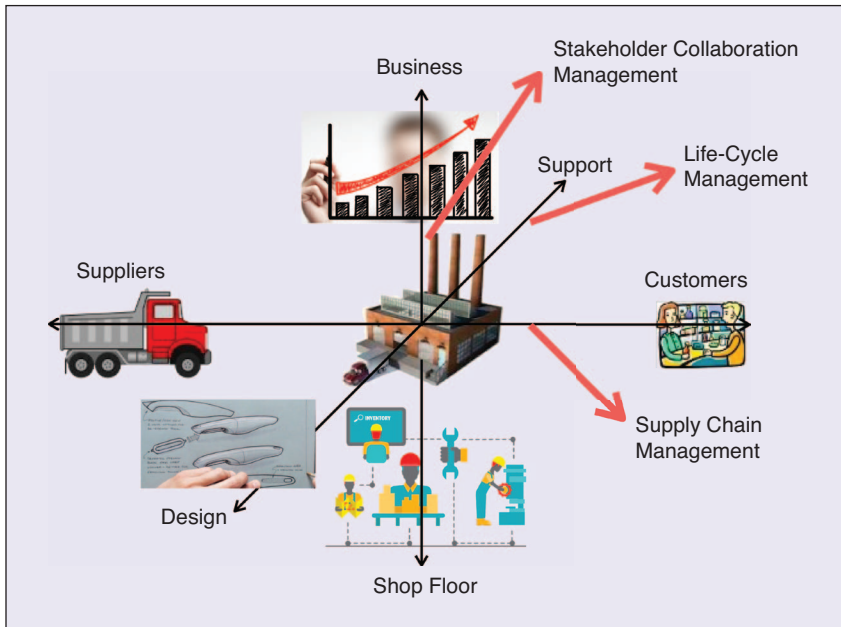 Stakeholder Collaboration
Management
Business
Support
Life-Cycle
Management
Suppliers
Customers
INVENTORY
Supply Chain
Management
Design
Shop Floor